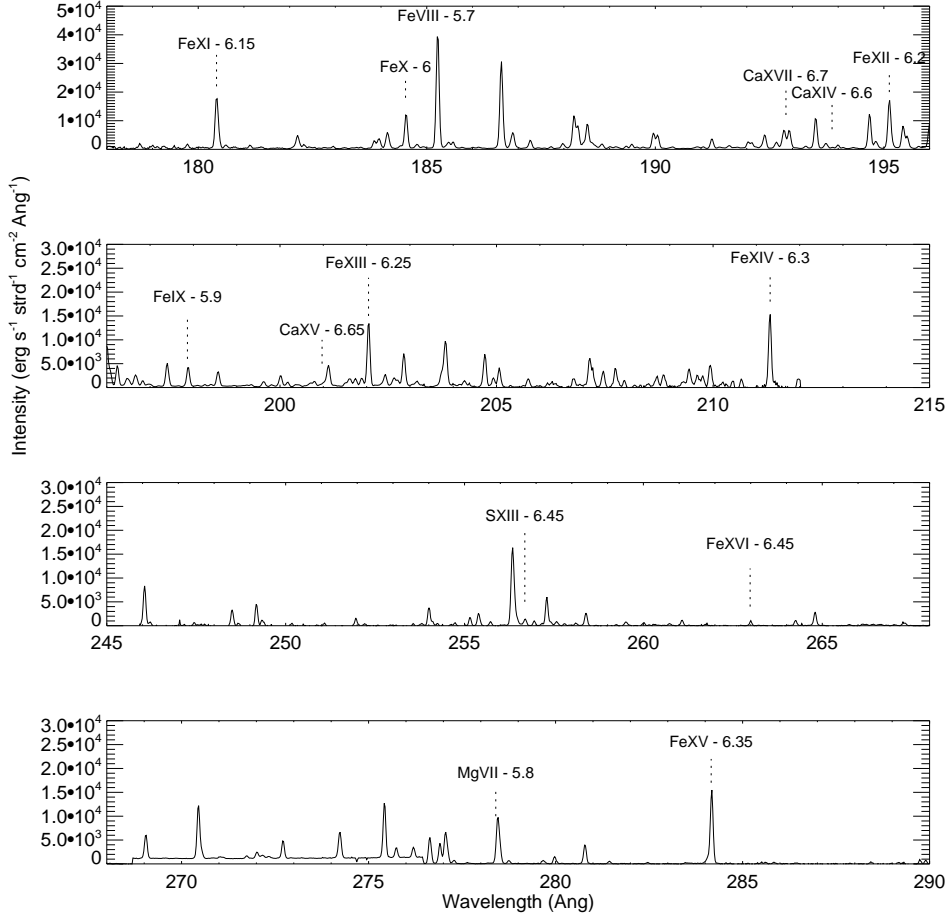 5•10⁴
4•10⁴
3•10⁴
2•10⁴
1•10⁴
0
FeXI - 6.15
FeX - 6
FeVIII - 5.7
CaXVII - 6.7
CaXIV - 6.6
FeXII - 6.2
180 185 190 195
3.0•10⁴
2.5•10⁴
2.0•10⁴
1.5•10⁴
1.0•10⁴
5.0•10³
0
FeIX - 5.9
CaXV - 6.65
FeXIII - 6.25
FeXIV - 6.3
200 205 210 215
Intensity (erg s⁻¹ strd⁻¹ cm⁻² Ang⁻¹)
3.0•10⁴
2.5•10⁴
2.0•10⁴
1.5•10⁴
1.0•10⁴
5.0•10³
0
SXIII - 6.45
FeXVI - 6.45
245 250 255 260 265
3.0•10⁴
2.5•10⁴
2.0•10⁴
1.5•10⁴
1.0•10⁴
5.0•10³
0
MgVII - 5.8
FeXV - 6.35
270 275 280 285 290
Wavelength (Ang)